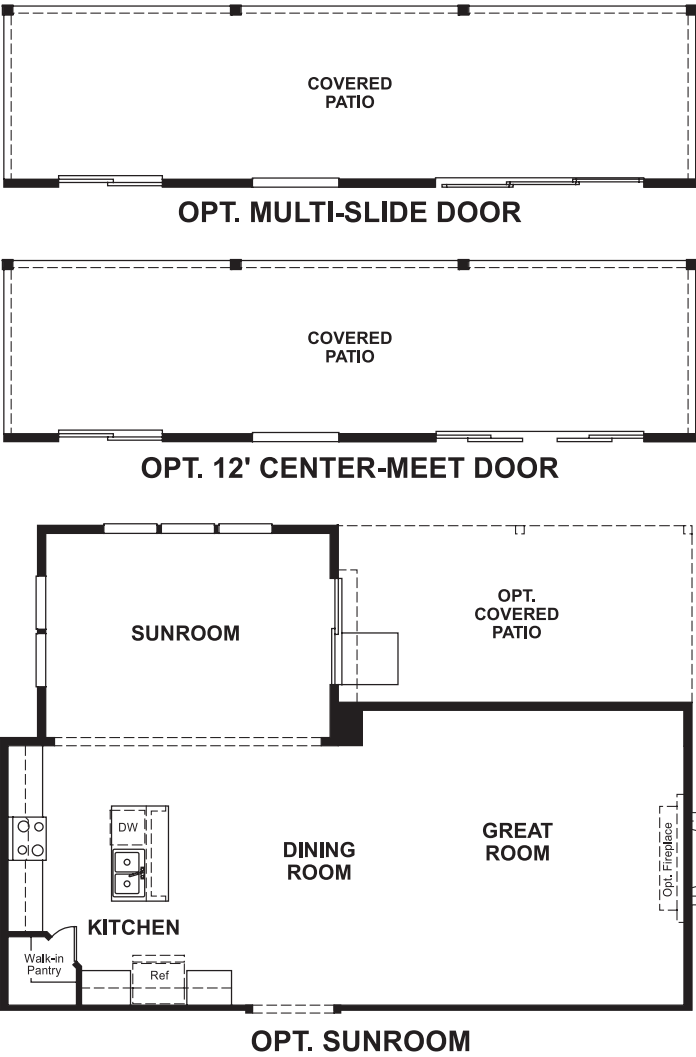 COVERED
PATIO
OPT. MULTI-SLIDE DOOR
COVERED
PATIO
OPT. 12' CENTER-MEET DOOR
SUNROOM
OPT.
COVERED
PATIO
DW
DINING
ROOM
GREAT
ROOM
Opt. Fireplace
KITCHEN
Walk-in
Pantry
Ref
OPT. SUNROOM